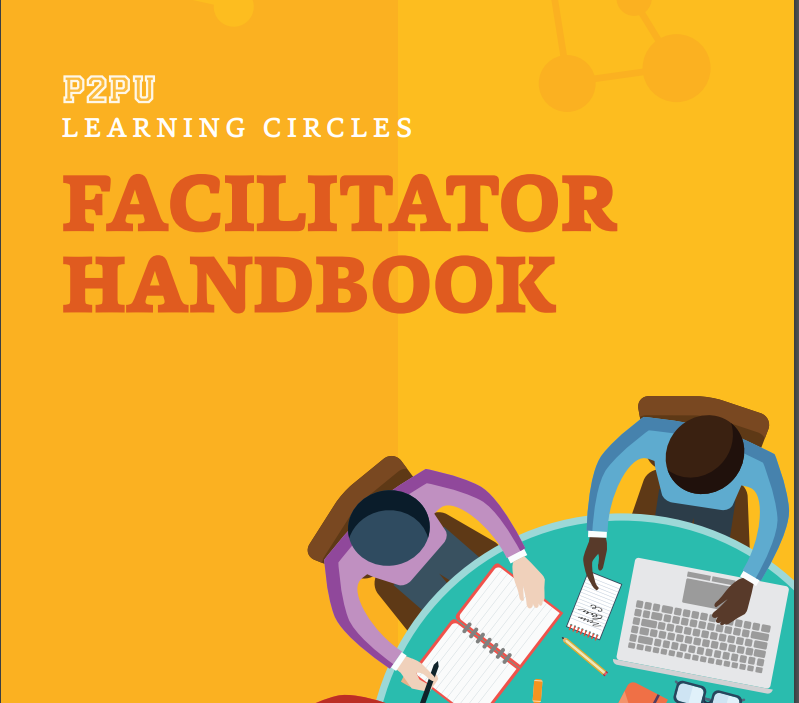 P2PU
LEARNING CIRCLES
FACILITATOR
HANDBOOK